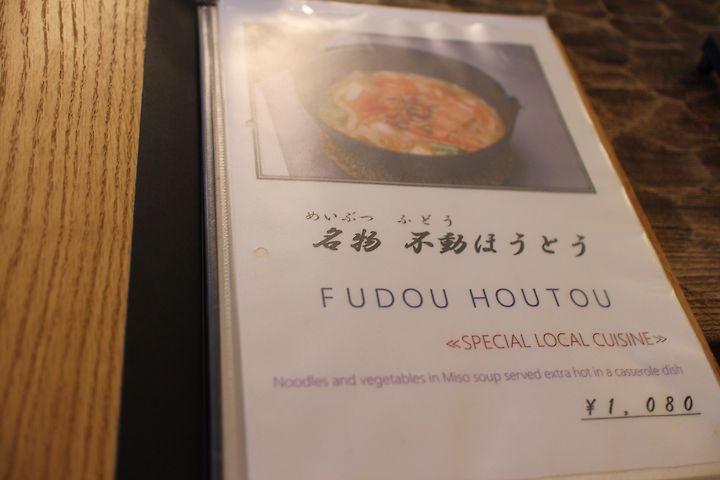 めいぶつ ふどう
名物 不動ほうとう
FUDOU HOUTOU
≪SPECIAL LOCAL CUISINE≫
Noodles and vegetables in Miso soup served extra hot in a casserole dish
¥1,080